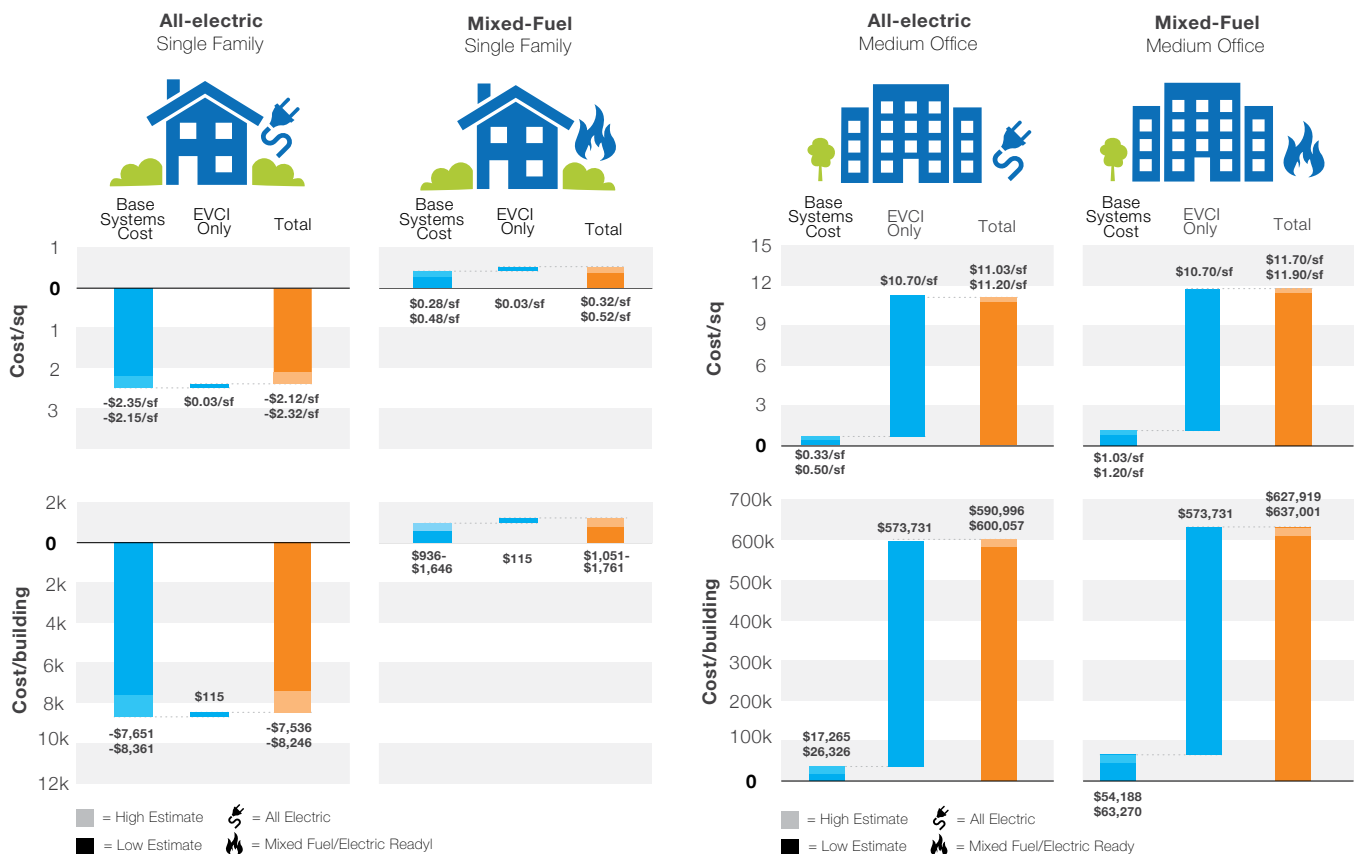 All-electric
Single Family
Mixed-Fuel
Single Family
All-electric
Medium Office
Mixed-Fuel
Medium Office
Base
Systems
Cost
EVCI
Only
Total
Base
Systems
Cost
EVCI
Only
Total
Base
Systems
Cost
EVCI
Only
Total
Base
Systems
Cost
EVCI
Only
Total
Cost/sq
1
0
1
2
3
-$2.35/sf
-$2.15/sf
$0.03/sf
-$2.12/sf
-$2.32/sf
$0.28/sf
$0.48/sf
$0.03/sf
$0.32/sf
$0.52/sf
Cost/sq
15
12
9
6
3
0
$0.33/sf
$0.50/sf
$10.70/sf
$11.03/sf
$11.20/sf
$1.03/sf
$1.20/sf
$10.70/sf
$11.70/sf
$11.90/sf
Cost/building
2k
0
2k
4k
6k
8k
10k
12k
-$7,651
-$8,361
$115
-$7,536
-$8,246
$936-
$1,646
$115
$1,051-
$1,761
Cost/building
700k
600k
500k
400k
300k
200k
100k
0
$17,265
$26,326
$573,731
$590,996
$600,057
$54,188
$63,270
$573,731
$627,919
$637,001
= High Estimate
= All Electric
= Low Estimate
= Mixed Fuel/Electric Readyl
= High Estimate
= All Electric
= Low Estimate
= Mixed Fuel/Electric Ready